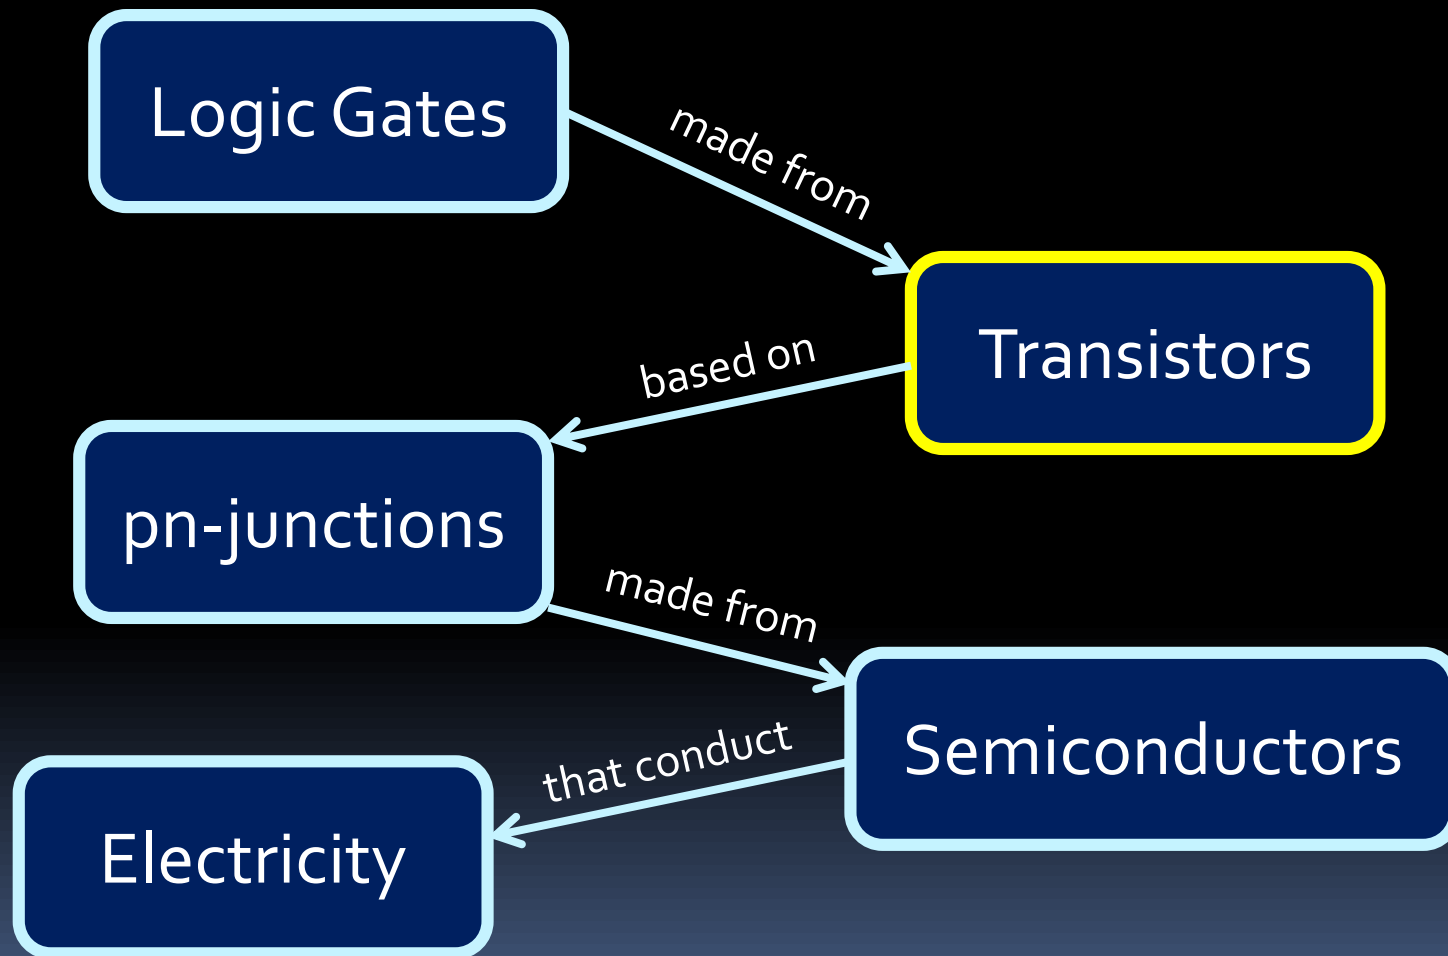 Logic Gates
made from
Transistors
based on
pn-junctions
made from
Semiconductors
that conduct
Electricity